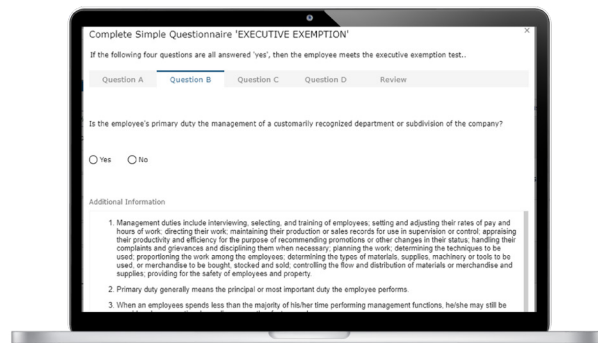 Complete Simple Questionnaire 'EXECUTIVE EXEMPTION'
If the following four questions are all answered 'yes', then the employee meets the executive exemption test..
Question A Question B Question C Question D Review
Is the employee's primary duty the management of a customarily recognized department or subdivision of the company?
Yes No
Additional Information
1. Management duties include interviewing, selecting, and training of employees; setting and adjusting their rates of pay and
hours of work; directing their work; maintaining their production or sales records for use in supervision or control; appraising
their productivity and efficiency for the purpose of recommending promotions or other changes in their status; handling their
complaints and grievances and disciplining them when necessary; planning the work; determining the techniques to be
used; proportioning the work among the employees; determining the types of materials, supplies, machinery or tools to be
used, or merchandise to be bought, stocked and sold; controlling the flow and distribution of materials or merchandise and
supplies; providing for the safety of employees and property.
2. Primary duty generally means the principal or most important duty the employee performs.
3. When an employees spends less than the majority of his/her time performing management functions, he/she may still be